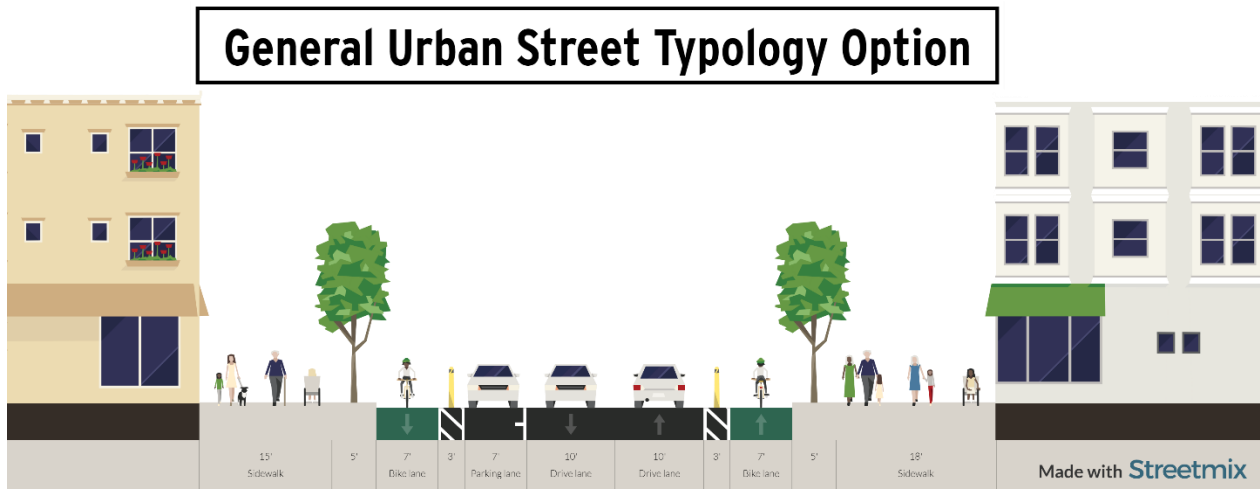 General Urban Street Typology Option
15' 5' 7' 3' 7' 10' 10' 3' 7' 5' 18'
Sidewalk Bike lane Parking lane Drive lane Drive lane Bike lane Sidewalk
Made with Streetmix